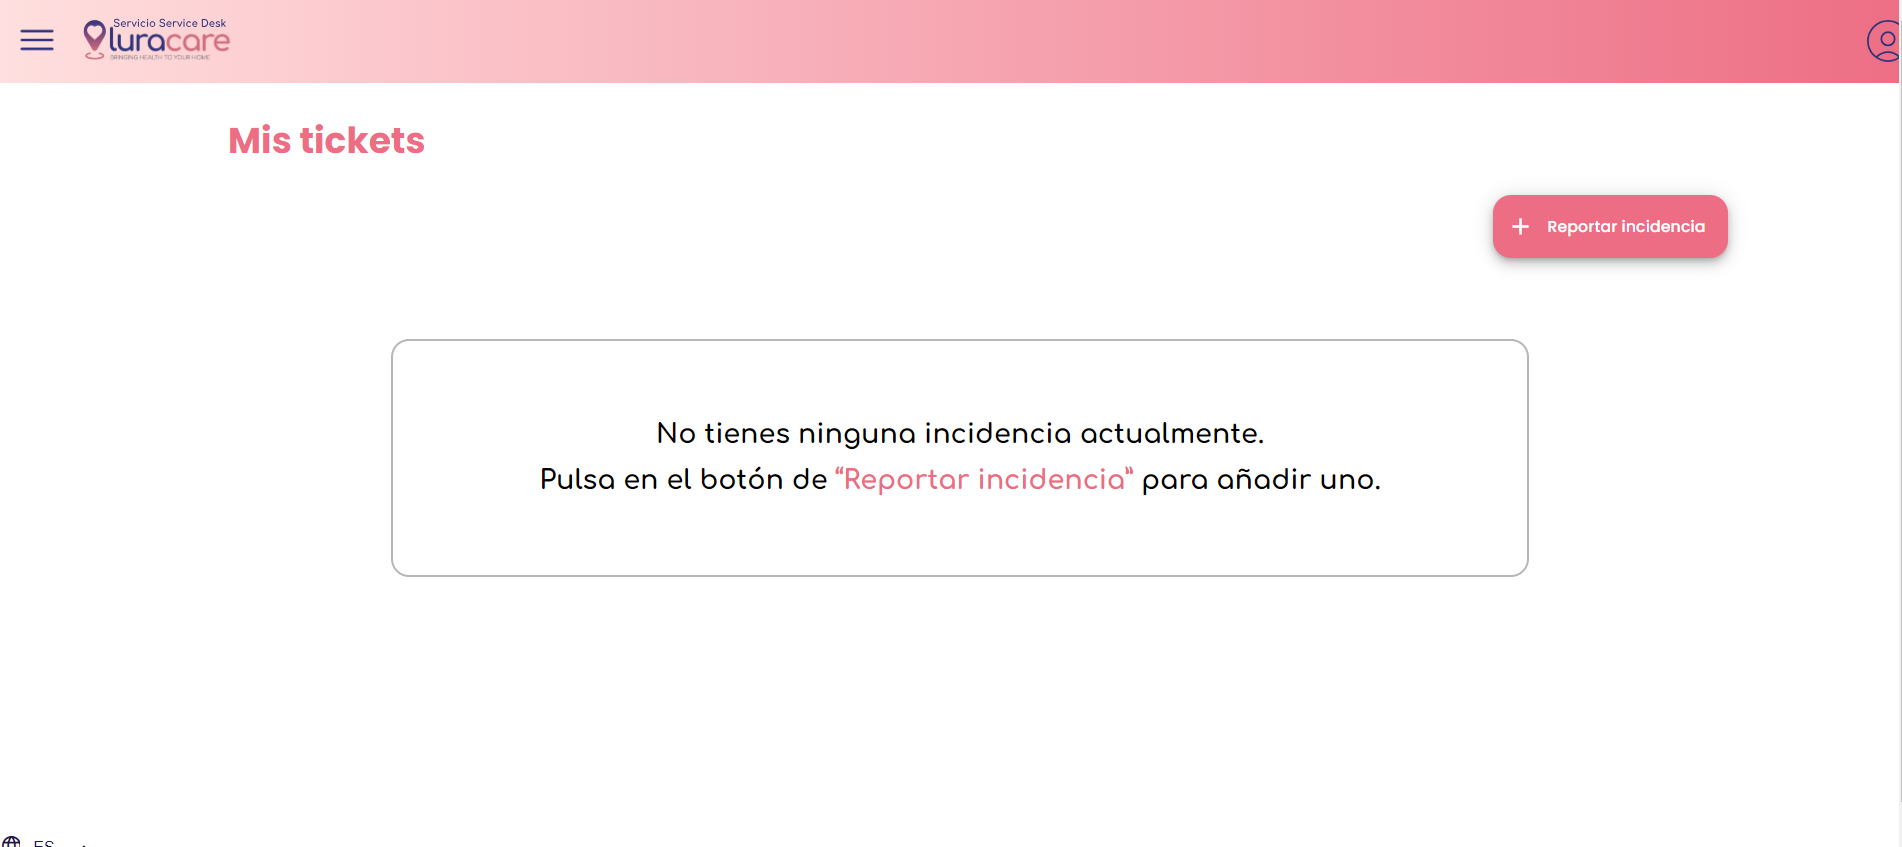 Servicio Service Desk
luracare
BRINGING HEALTH TO YOUR HOME
Mis tickets
+ Reportar incidencia
No tienes ninguna incidencia actualmente.
Pulsa en el botón de “Reportar incidencia” para añadir uno.
ES